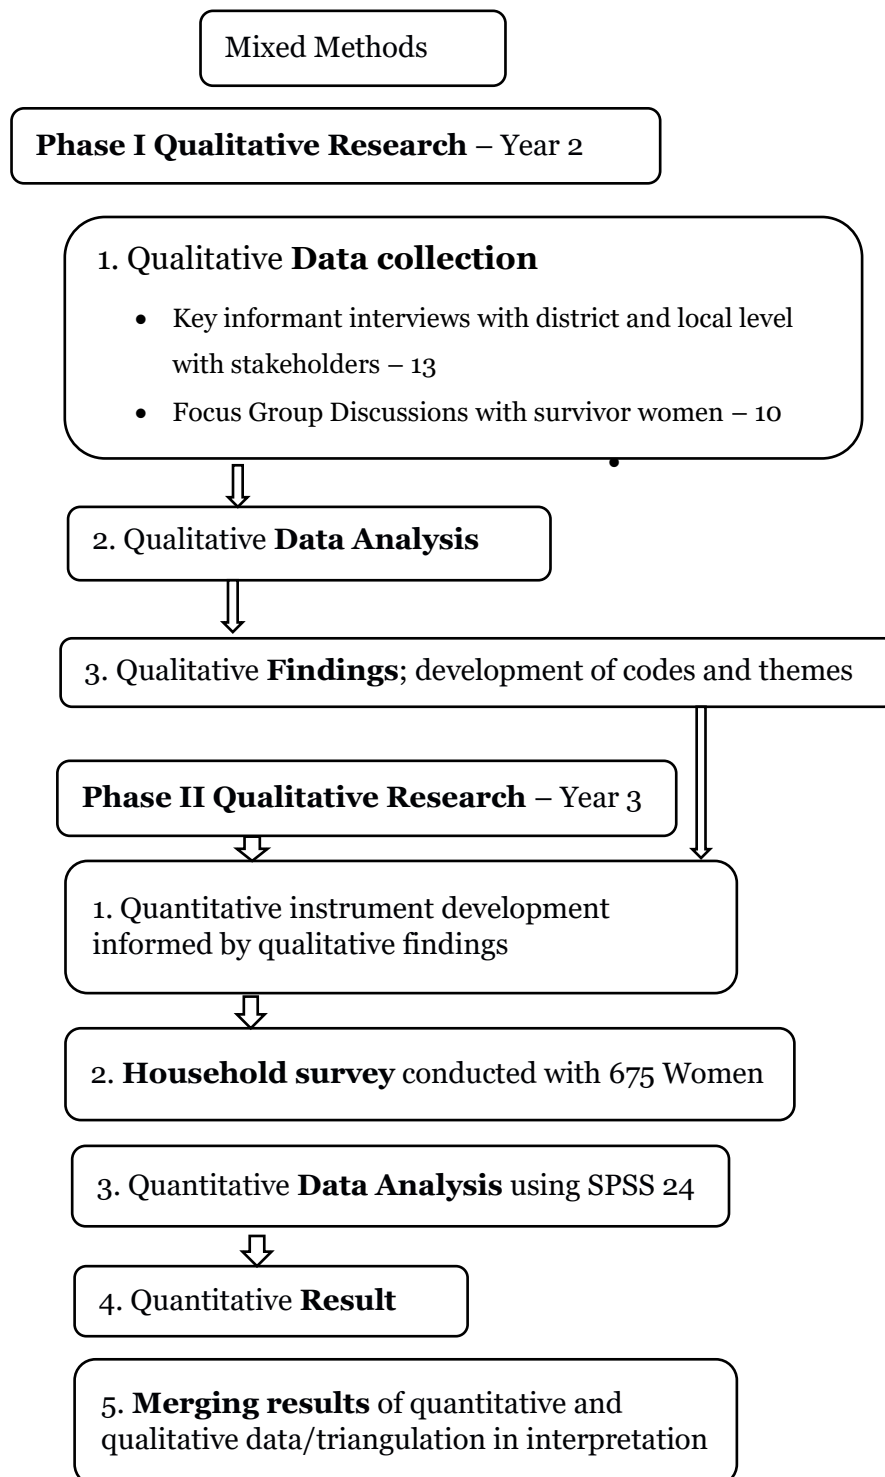 Mixed Methods
Phase I Qualitative Research – Year 2
1. Qualitative Data collection
• Key informant interviews with district and local level
with stakeholders – 13
• Focus Group Discussions with survivor women – 10
•
2. Qualitative Data Analysis
3. Qualitative Findings; development of codes and themes
Phase II Qualitative Research – Year 3
1. Quantitative instrument development
informed by qualitative findings
2. Household survey conducted with 675 Women
3. Quantitative Data Analysis using SPSS 24
4. Quantitative Result
5. Merging results of quantitative and
qualitative data/triangulation in interpretation